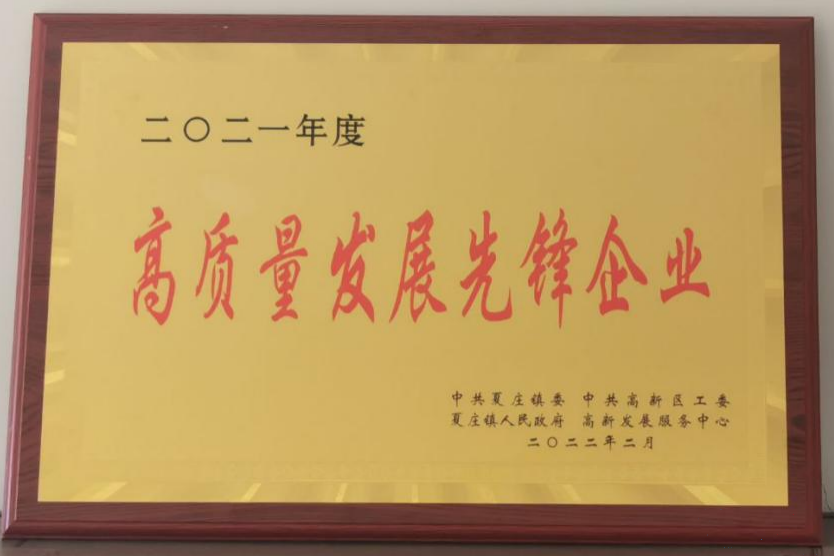 二〇二一年度
高质量发展先锋企业
中共夏庄镇委 中共高新区工委
夏庄镇人民政府 高新发展服务中心
二〇二二年二月